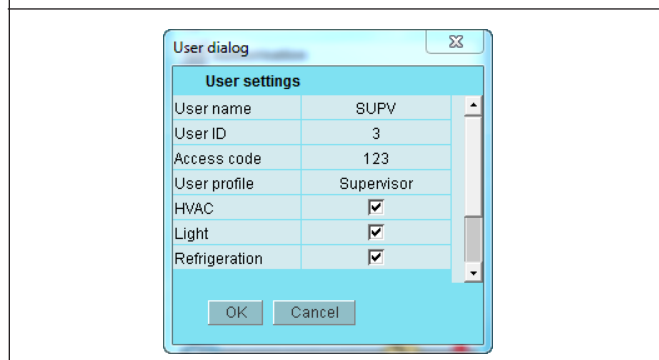 User dialog
User settings
User name SUPV
User ID 3
Access code 123
User profile Supervisor
HVAC
Light
Refrigeration
OK Cancel